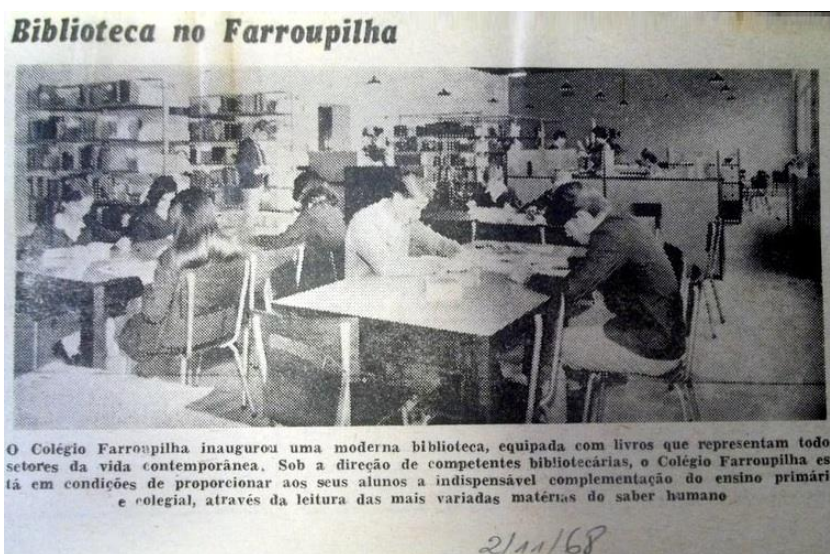 Biblioteca no Farroupilha
O Colégio Farroupilha inaugurou uma moderna biblioteca, equipada com livros que representam todo
setores da vida contemporânea. Sob a direção de competentes bibliotecárias, o Colégio Farroupilha es
tá em condições de proporcionar aos seus alunos a indispensável complementação do ensino primári
e colegial, através da leitura das mais variadas matérias do saber humano
2/11/68